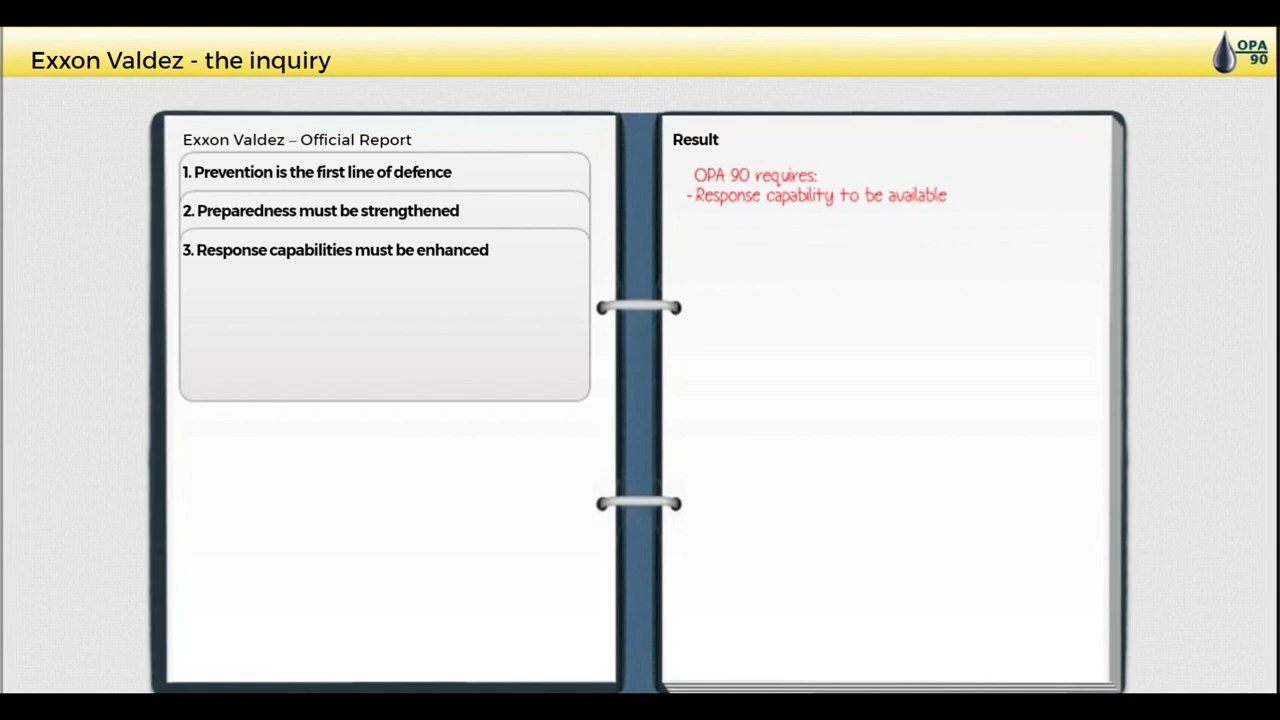 Exxon Valdez - the inquiry
OPA
90
Exxon Valdez – Official Report
1. Prevention is the first line of defence
2. Preparedness must be strengthened
3. Response capabilities must be enhanced
Result
OPA 90 requires:
- Response capability to be available